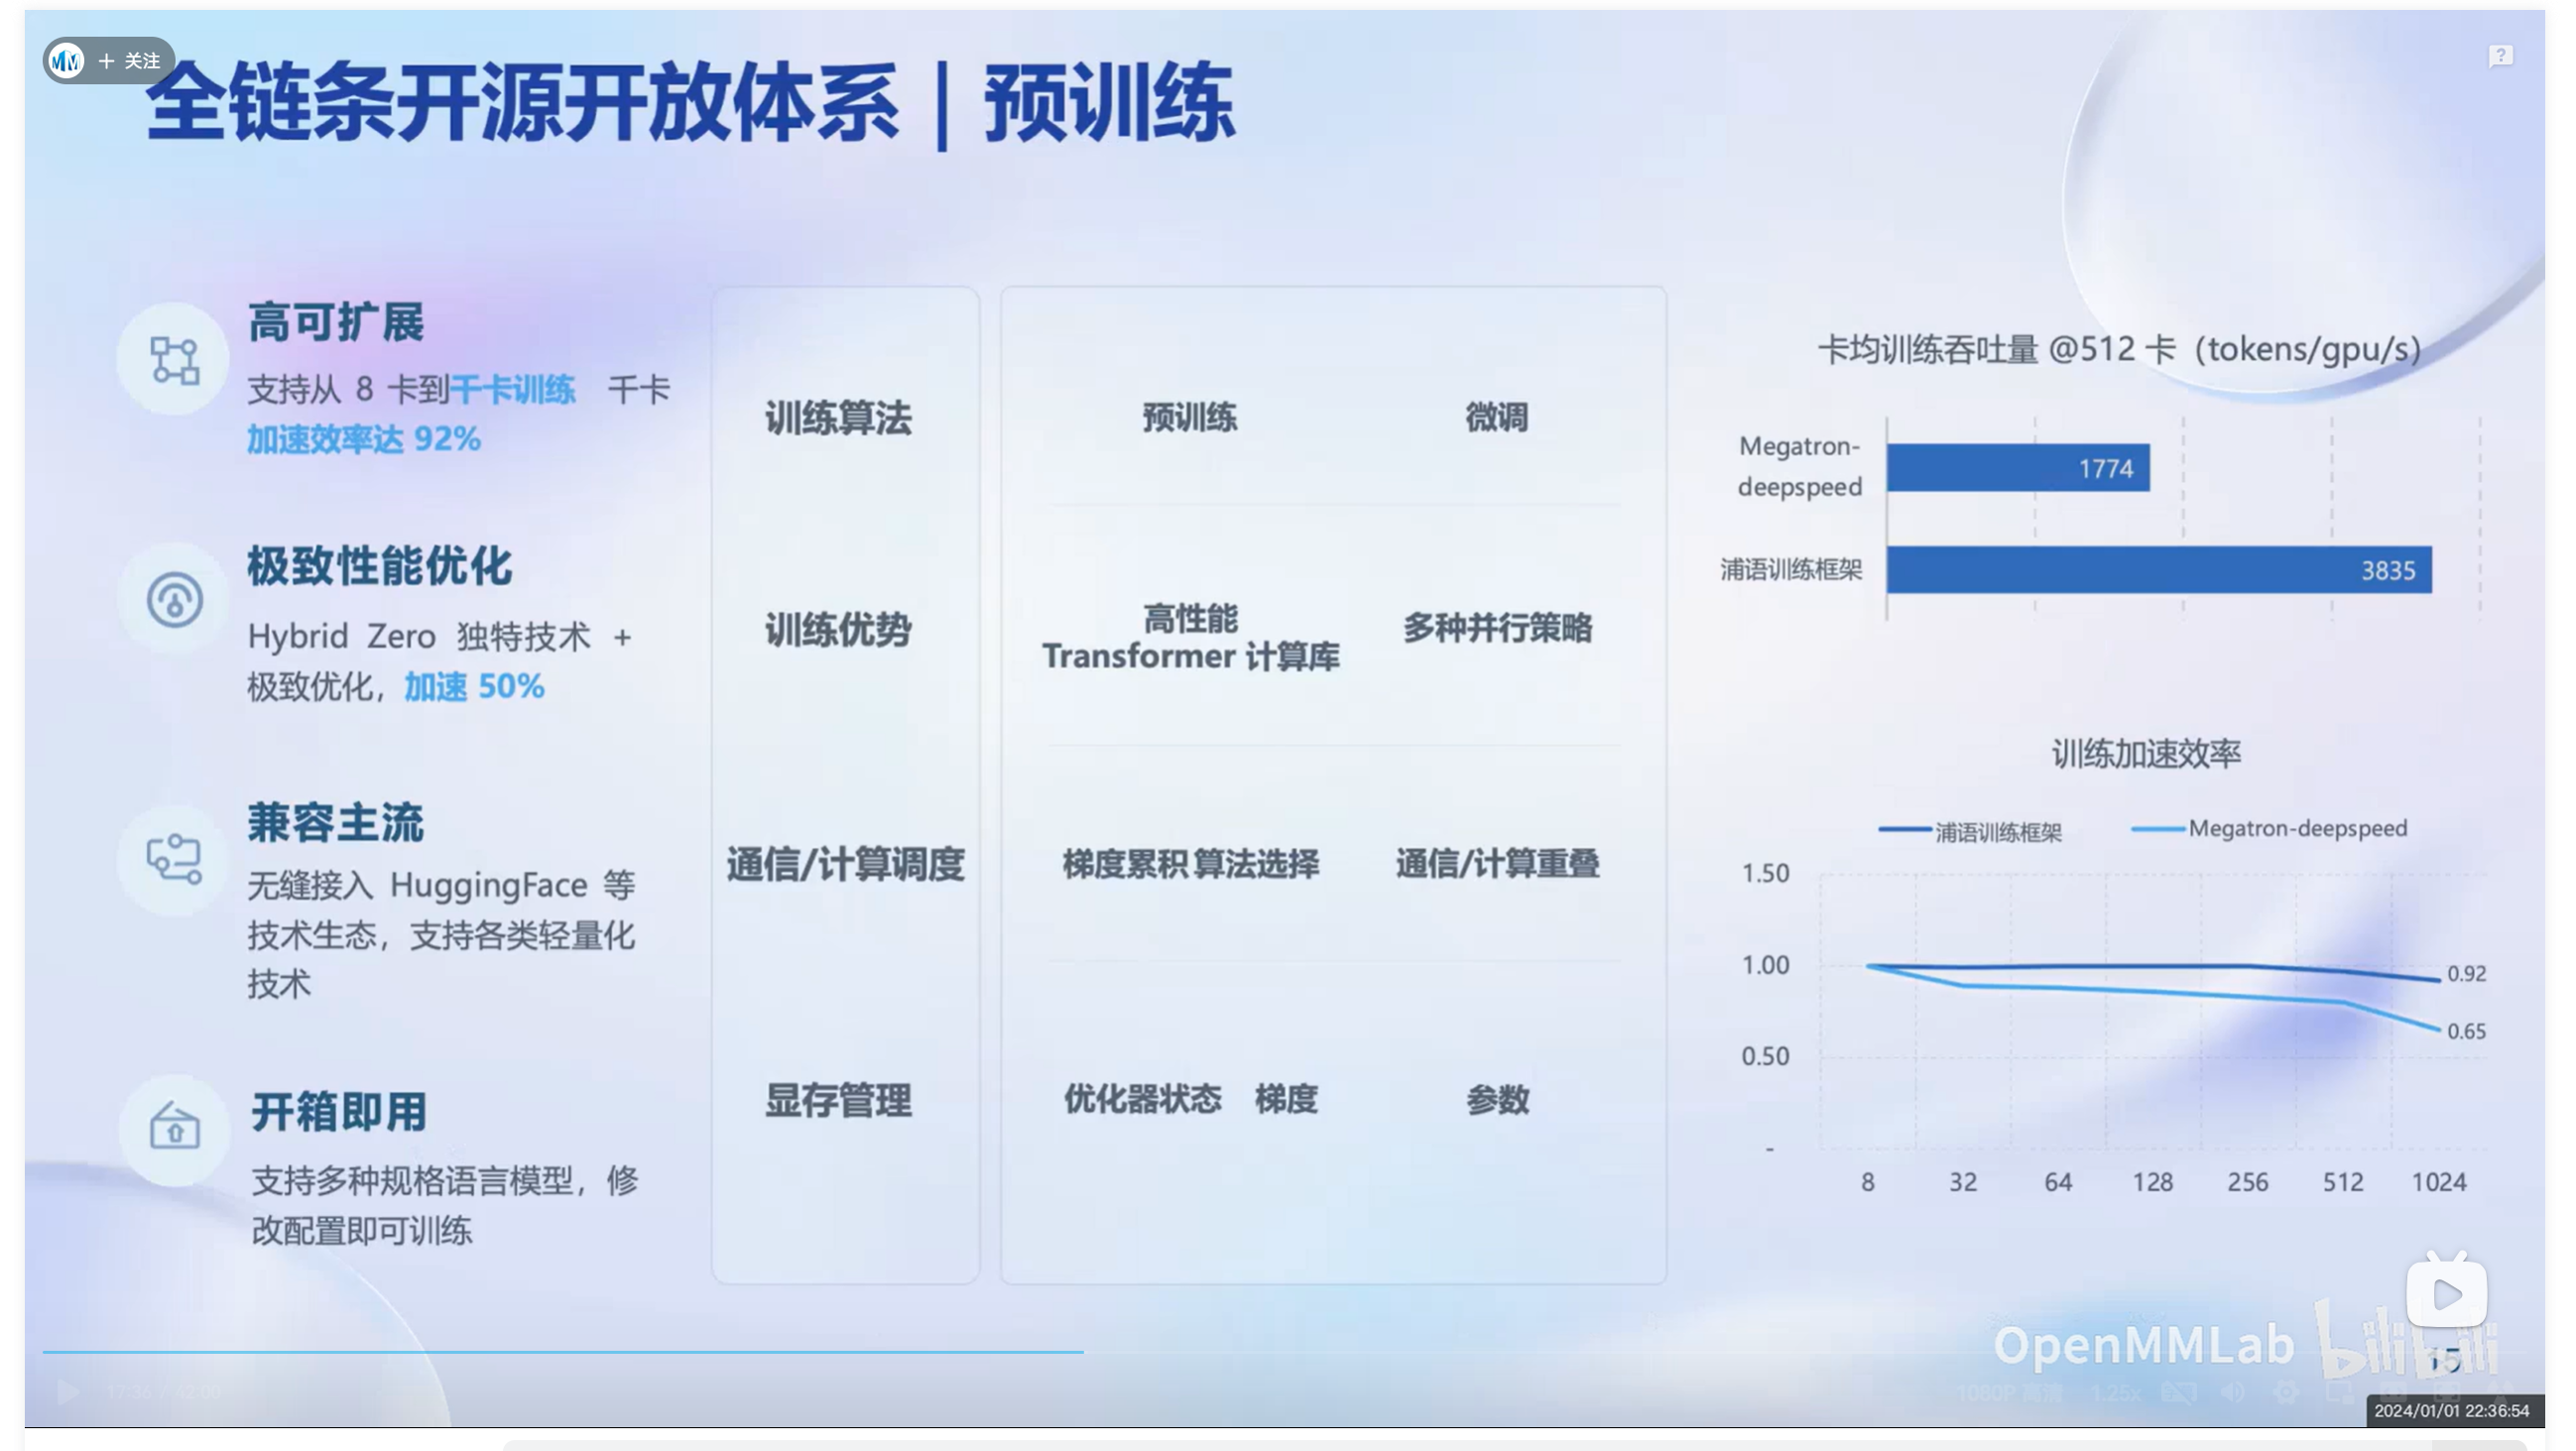 + 关注
全链条开源开放体系 | 预训练
高可扩展
支持从 8 卡到千卡训练 千卡
加速效率达 92%
极致性能优化
Hybrid Zero 独特技术 +
极致优化，加速 50%
兼容主流
无缝接入 HuggingFace 等
技术生态，支持各类轻量化
技术
开箱即用
支持多种规格语言模型，修
改配置即可训练
训练算法
预训练 微调
训练优势
高性能
Transformer 计算库
多种并行策略
通信/计算调度
梯度累积 算法选择 通信/计算重叠
显存管理
优化器状态 梯度 参数
卡均训练吞吐量 @512 卡（tokens/gpu/s）
Megatron-
deepspeed
1774
浦语训练框架
3835
训练加速效率
浦语训练框架 Megatron-deepspeed
1.50
1.00
0.50
-
0.92
0.65
8 32 64 128 256 512 1024
OpenMMLab bilibili
15
17:36 / 42:00
1080P 高清 1.25x
2024/01/01 22:36:54